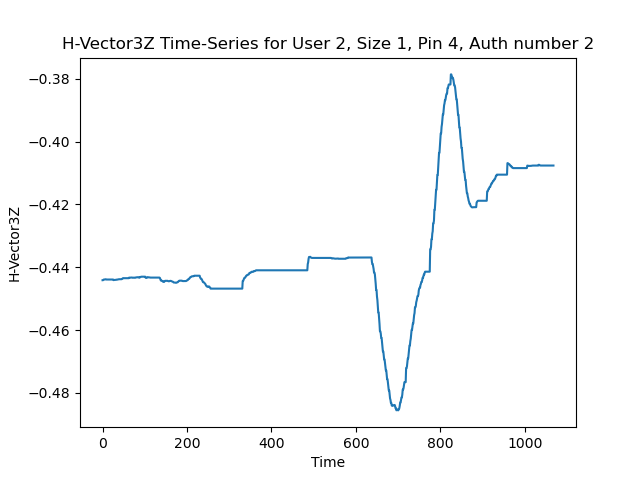 H-Vector3Z Time-Series for User 2, Size 1, Pin 4, Auth number 2
−0.38
−0.40
−0.42
−0.44
−0.46
−0.48
H-Vector3Z
0 200 400 600 800 1000
Time